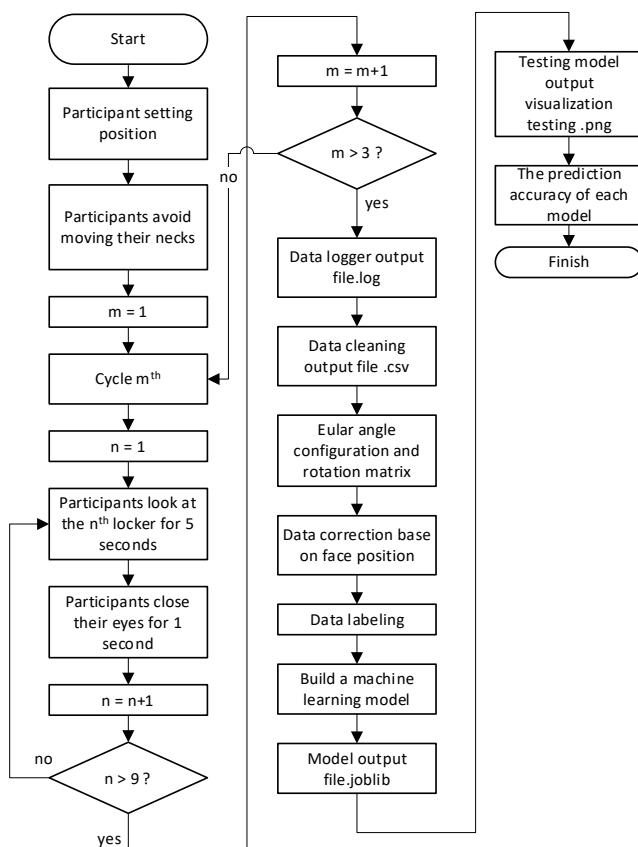 Start
Participant setting
position
Participants avoid
moving their necks
m = 1
Cycle mth
n = 1
Participants look at
the nth locker for 5
seconds
Participants close
their eyes for 1
second
n = n+1
n > 9 ?
no
yes
m = m+1
m > 3 ?
no
yes
Data logger output
file.log
Data cleaning
output file .csv
Eular angle
configuration and
rotation matrix
Data correction base
on face position
Data labeling
Build a machine
learning model
Model output
file.joblib
Testing model
output
visualization
testing .png
The prediction
accuracy of each
model
Finish